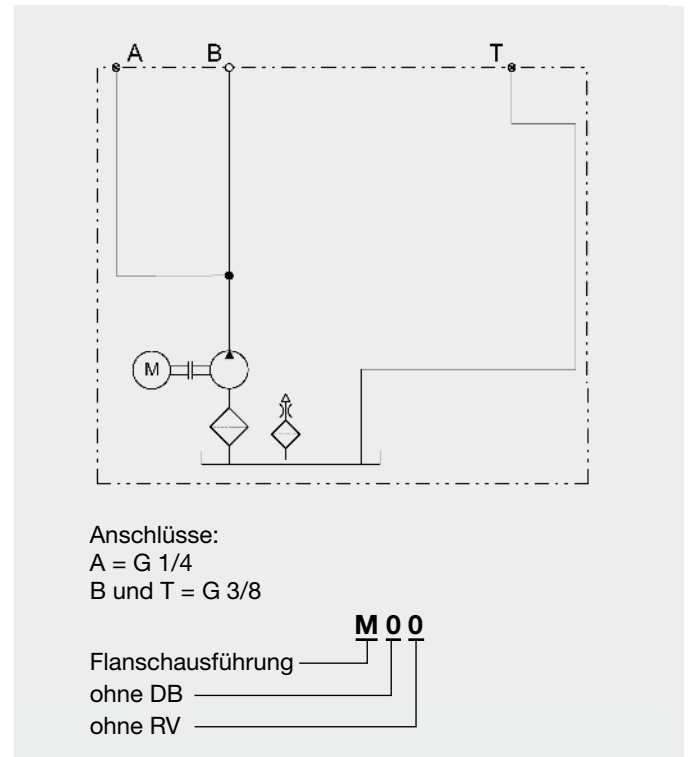 A B T
M
Anschlüsse:
A = G 1/4
B und T = G 3/8
M 0 0
Flanschausführung
ohne DB
ohne RV